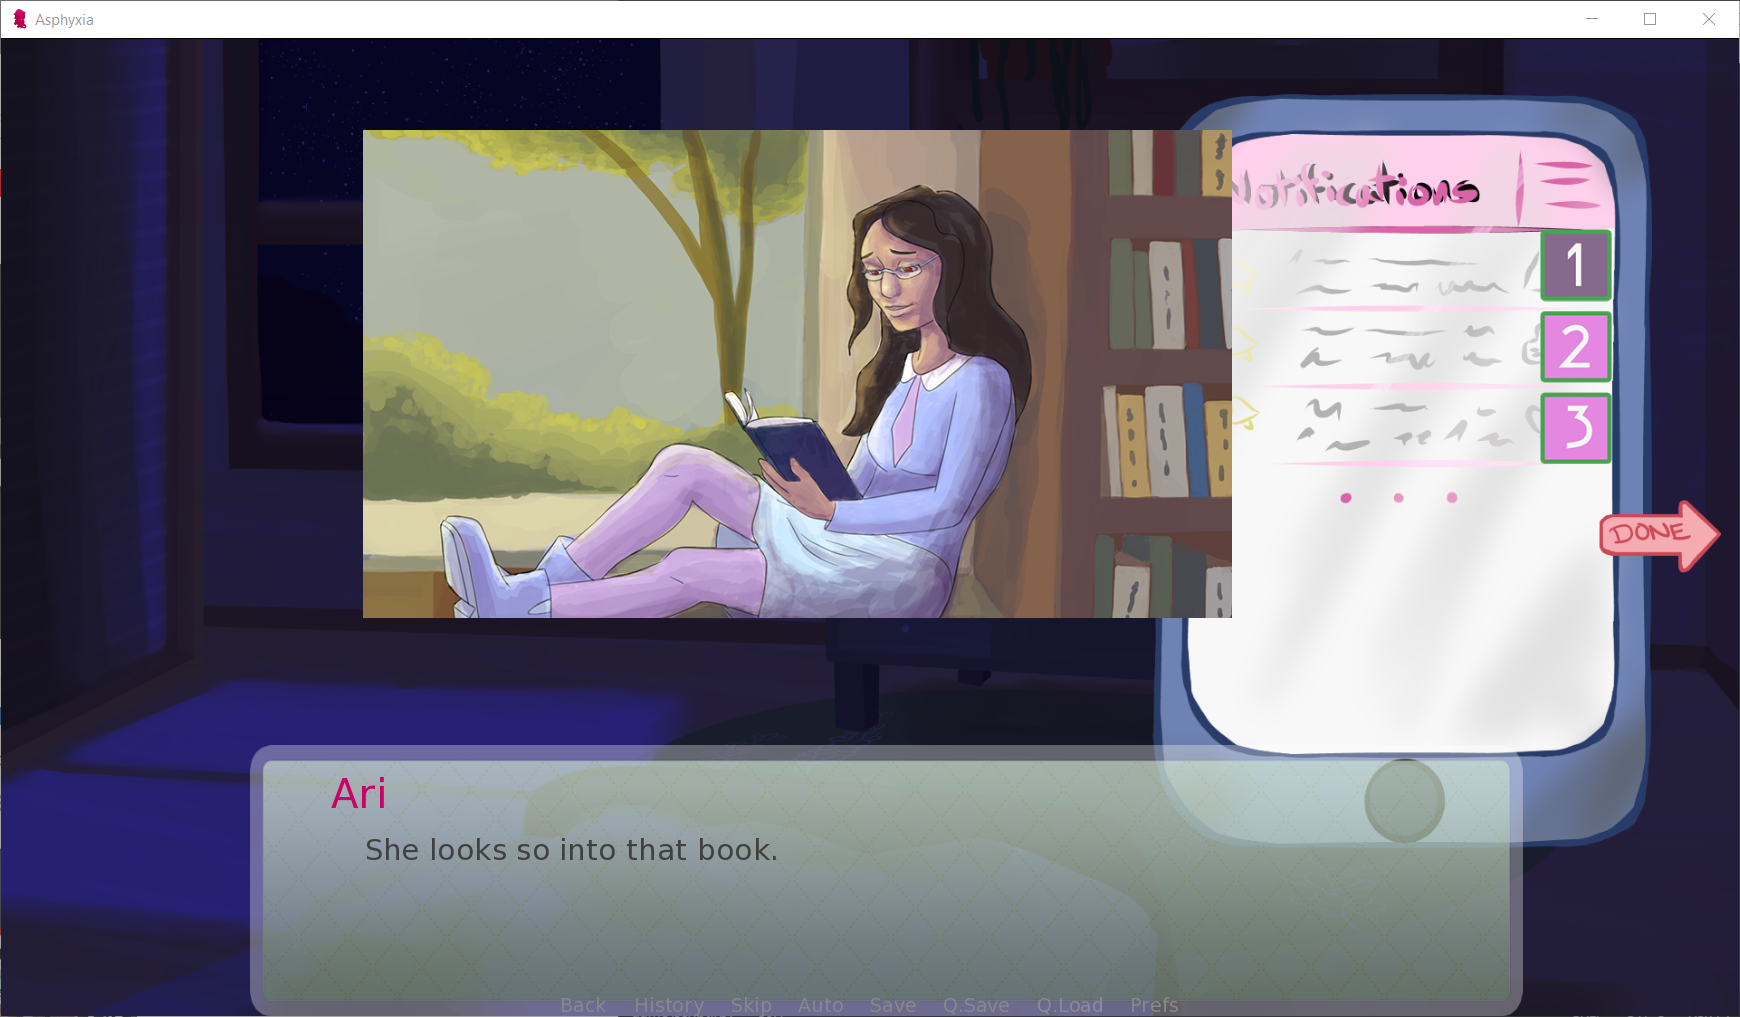 Asphyxia
Notifications
1
2
3
DONE
Ari
She looks so into that book.
Back History Skip Auto Save Q.Save Q.Load Prefs